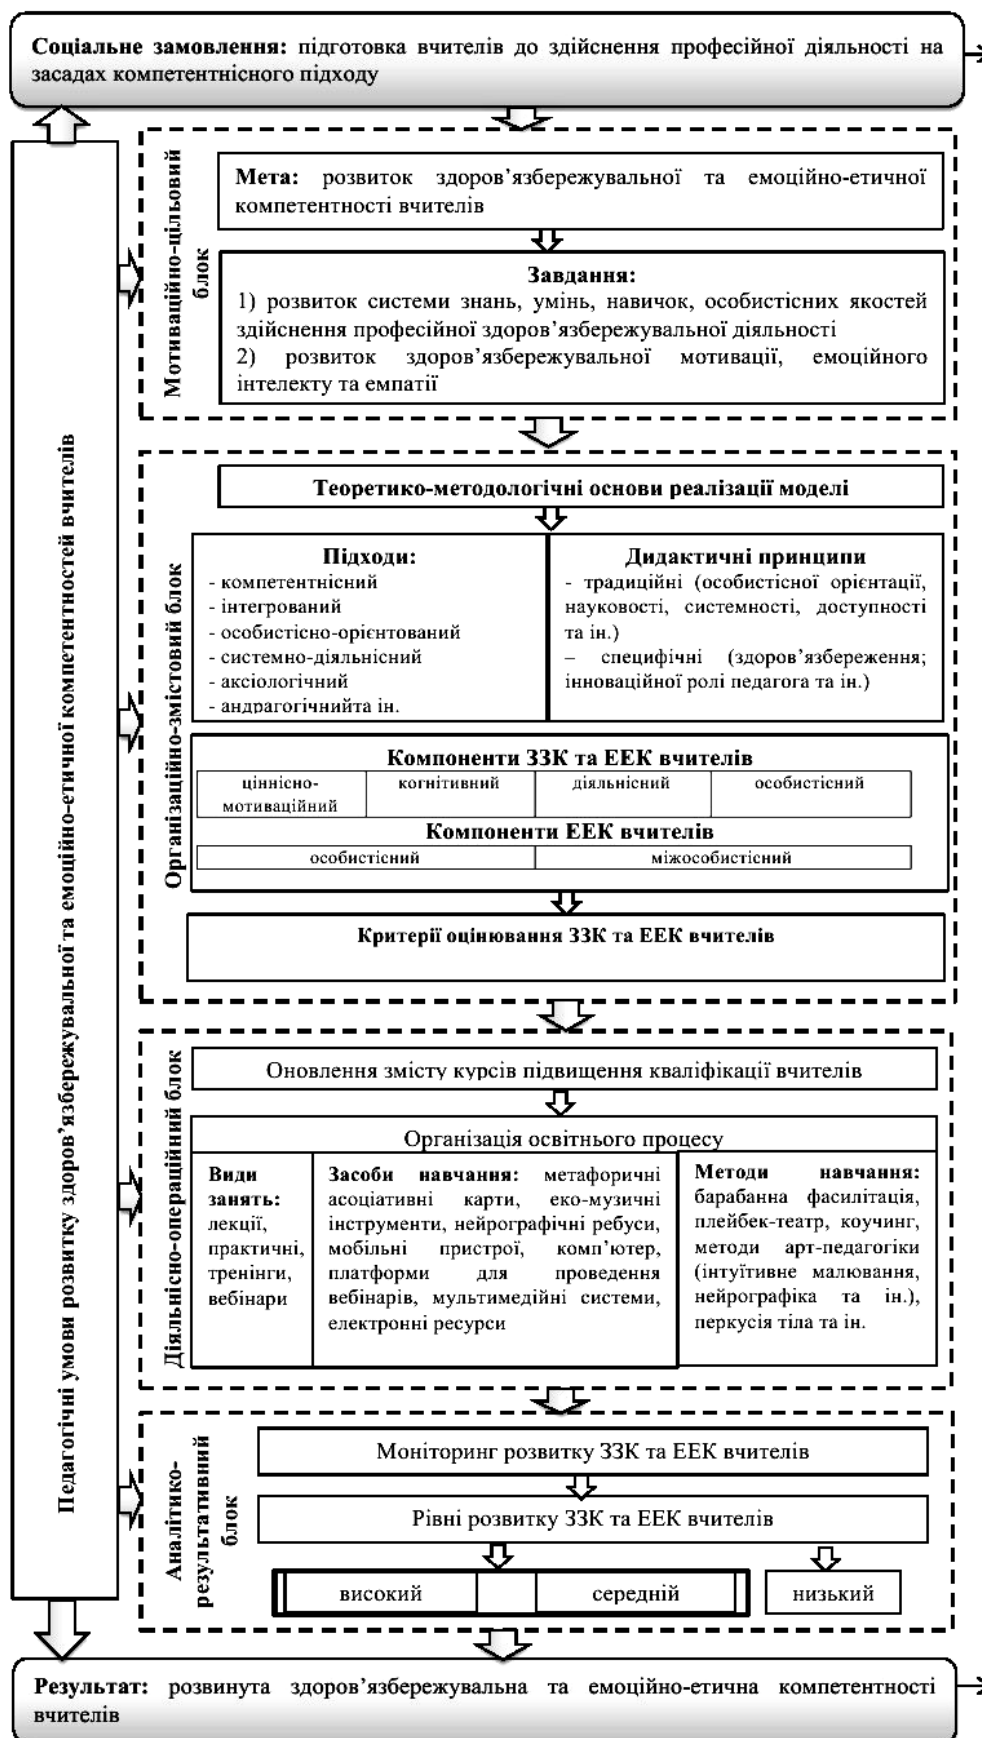 Соціальне замовлення: підготовка вчителів до здійснення професійної діяльності на
засадах компетентнісного підходу
Педагогічні умови розвитку здоров’язбережувальної та емоційно-етичної компетентностей вчителів
Мотиваційно-цільовий
блок
Мета: розвиток здоров’язбережувальної та емоційно-етичної
компетентності вчителів
Завдання:
1) розвиток системи знань, умінь, навичок, особистісних якостей
здійснення професійної здоров’язбережувальної діяльності
2) розвиток здоров’язбережувальної мотивації, емоційного
інтелекту та емпатії
Організаційно-змістовий блок
Теоретико-методологічні основи реалізації моделі
Підходи:
- компетентнісний
- інтегрований
- особистісно-орієнтований
- системно-діяльнісний
- аксіологічний
- андрагогічнийта ін.
Дидактичні принципи
- традиційні (особистісної орієнтації,
науковості, системності, доступності
та ін.)
– специфічні (здоров’язбереження;
інноваційної ролі педагога та ін.)
Компоненти ЗЗК та ЕЕК вчителів
ціннісно-
мотиваційний
когнітивний
діяльнісний
особистісний
Компоненти ЕЕК вчителів
особистісний
міжособистісний
Критерії оцінювання ЗЗК та ЕЕК вчителів
Діяльнісно-операційний блок
Оновлення змісту курсів підвищення кваліфікації вчителів
Організація освітнього процесу
Види
занять:
лекції,
практичні,
тренінги,
вебінари
Засоби навчання: метафоричні
асоціативні карти, еко-музичні
інструменти, нейрографічні ребуси,
мобільні пристрої, комп’ютер,
платформи для проведення
вебінарів, мультимедійні системи,
електронні ресурси
Методи навчання:
барабанна фасилітація,
плейбек-театр, коучинг,
методи арт-педагогіки
(інтуїтивне малювання,
нейрографіка та ін.),
перкусія тіла та ін.
Аналітико-
результативний
блок
Моніторинг розвитку ЗЗК та ЕЕК вчителів
Рівні розвитку ЗЗК та ЕЕК вчителів
високий
середній
низький
Результат: розвинута здоров’язбережувальна та емоційно-етична компетентності
вчителів